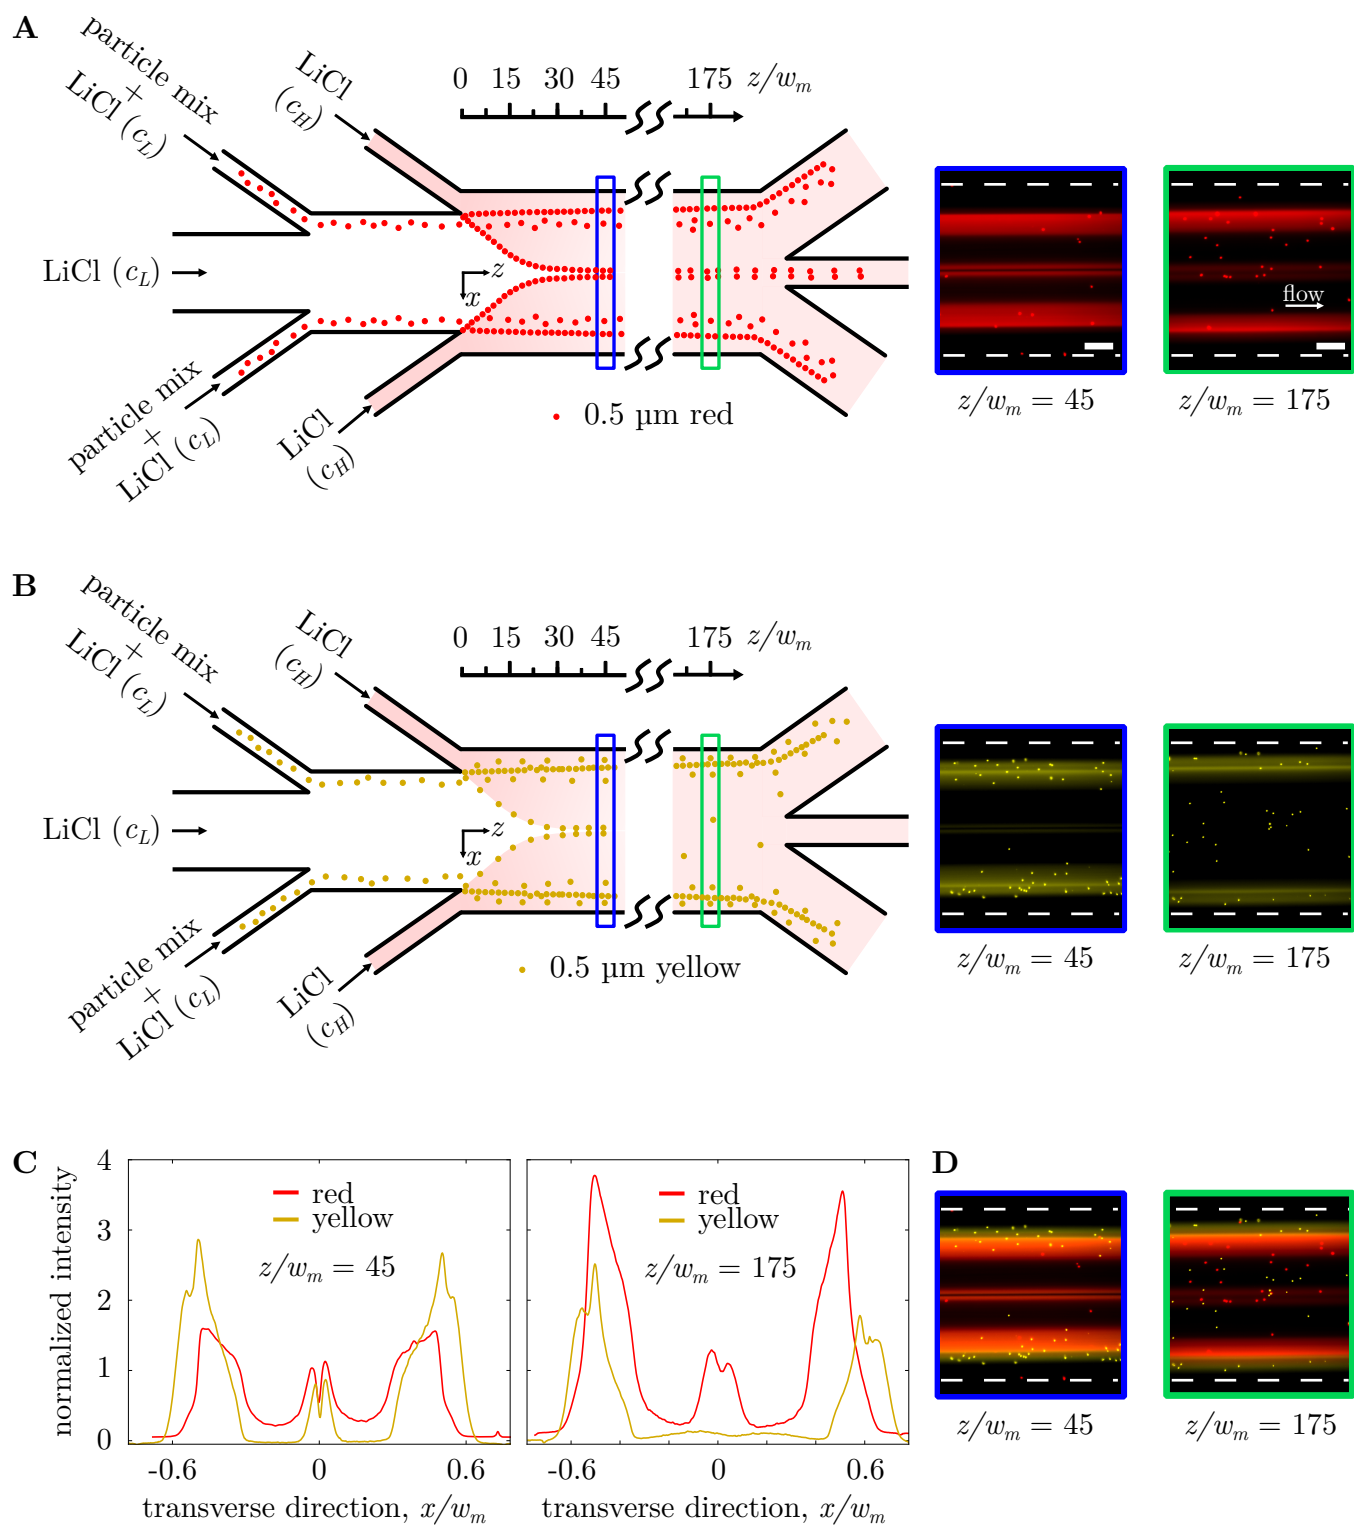 A
particle mix
+
LiCl (c_L)
LiCl
(c_H)
0 15 30 45 175 z/w_m
LiCl (c_L)
z
x
particle mix
+
LiCl (c_L)
LiCl
(c_H)
0.5 µm red
flow
z/w_m = 45
z/w_m = 175
B
particle mix
+
LiCl (c_L)
LiCl
(c_H)
0 15 30 45 175 z/w_m
LiCl (c_L)
z
x
particle mix
+
LiCl (c_L)
LiCl
(c_H)
0.5 µm yellow
z/w_m = 45
z/w_m = 175
C
normalized intensity
4
3
2
1
0
red
yellow
z/w_m = 45
-0.6 0 0.6
transverse direction, x/w_m
red
yellow
z/w_m = 175
-0.6 0 0.6
transverse direction, x/w_m
D
z/w_m = 45
z/w_m = 175